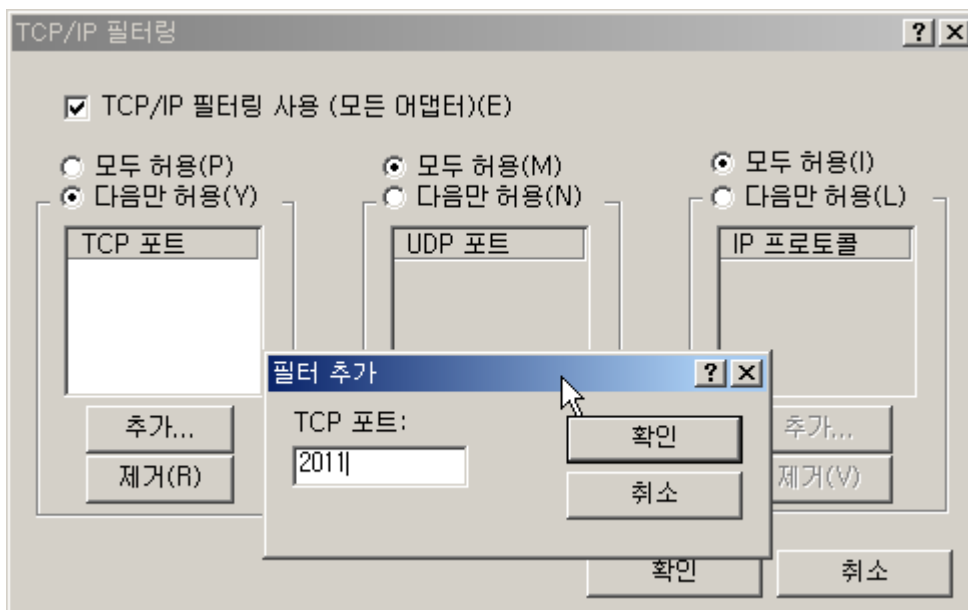 TCP/IP 필터링
TCP/IP 필터링 사용 (모든 어댑터)(E)
모두 허용(P)
다음만 허용(Y)
TCP 포트
추가...
제거(R)
모두 허용(M)
다음만 허용(N)
UDP 포트
모두 허용(I)
다음만 허용(L)
IP 프로토콜
추가...
제거(V)
필터 추가
TCP 포트:
2011
확인
취소
확인
취소